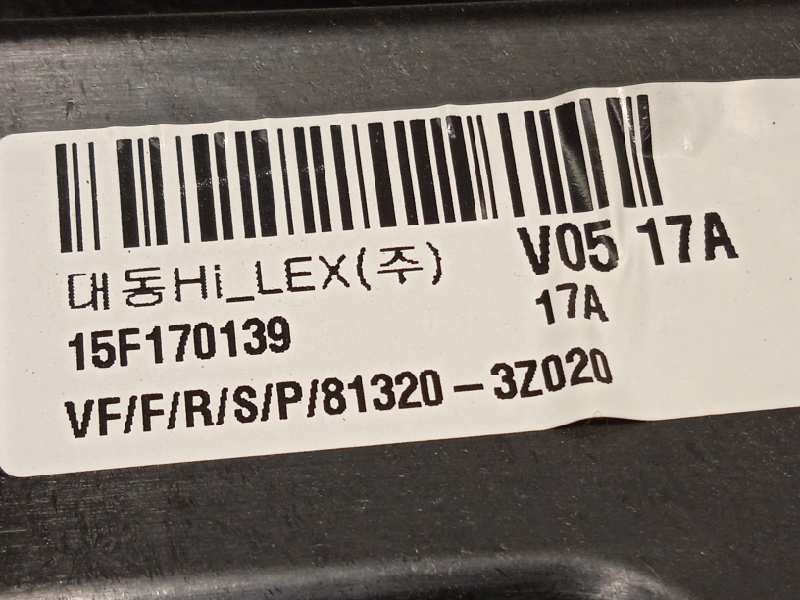 대동Hi_LEX(주)
V05 17A
15F170139
17A
VF/F/R/S/P/81320-3Z020